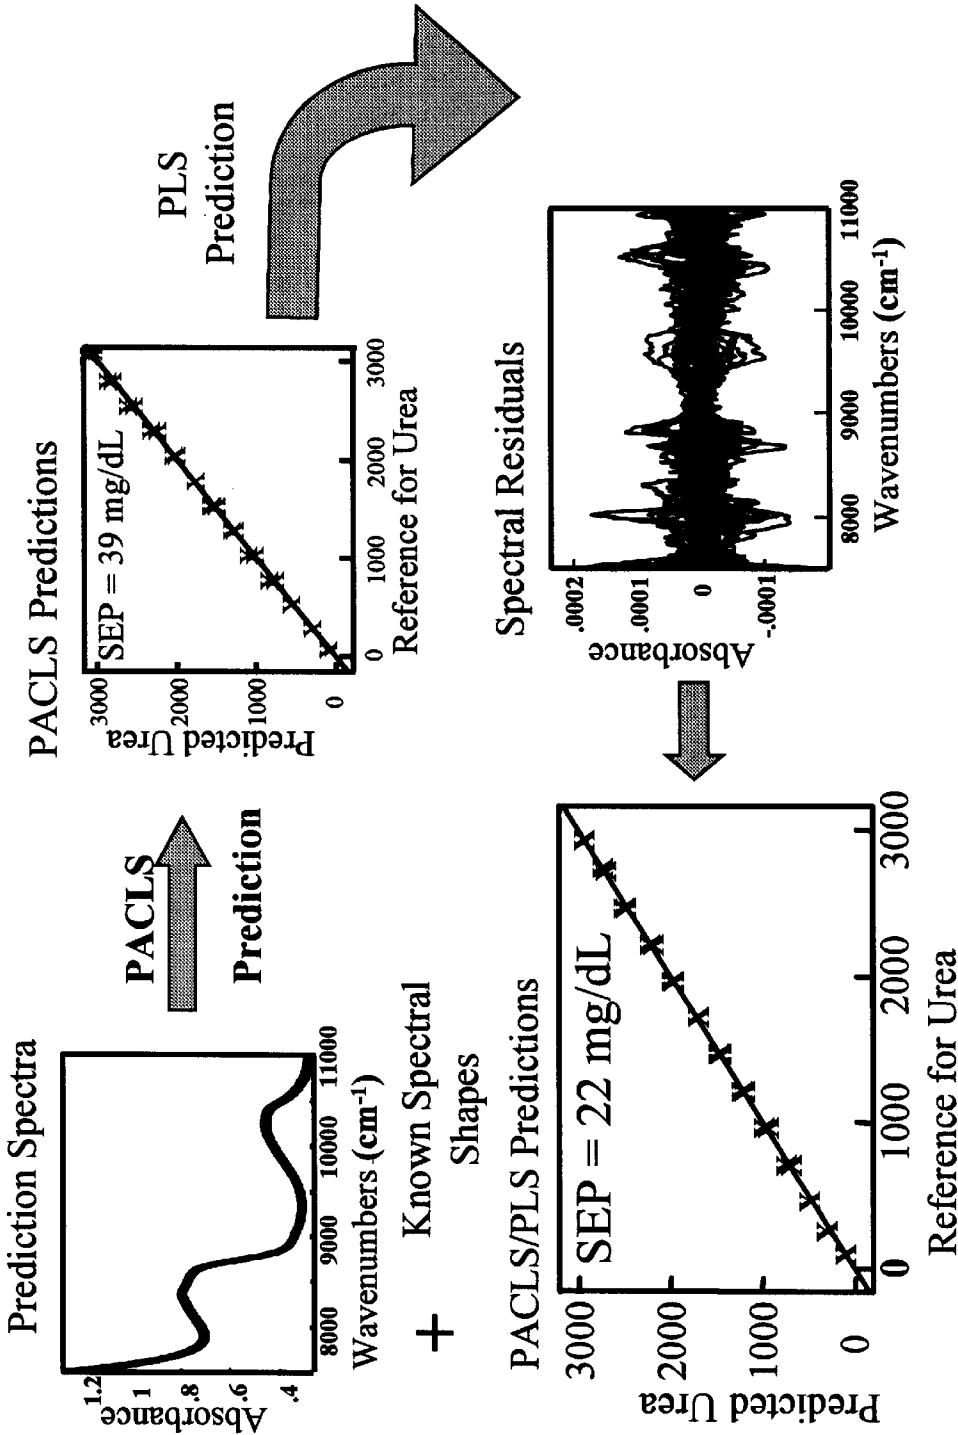 Prediction Spectra
Absorbance
1.2
1
.8
.6
.4
8000
9000
10000
11000
Wavenumbers (cm-1)
+
Known Spectral
Shapes
PACLS
Prediction
PACLS Predictions
SEP = 39 mg/dL
Predicted Urea
3000
2000
1000
0
0
1000
2000
3000
Reference for Urea
PLS
Prediction
Spectral Residuals
Absorbance
.0002
.0001
0
-.0001
8000
9000
10000
11000
Wavenumbers (cm-1)
PACLS/PLS Predictions
SEP = 22 mg/dL
Predicted Urea
3000
2000
1000
0
0
1000
2000
3000
Reference for Urea